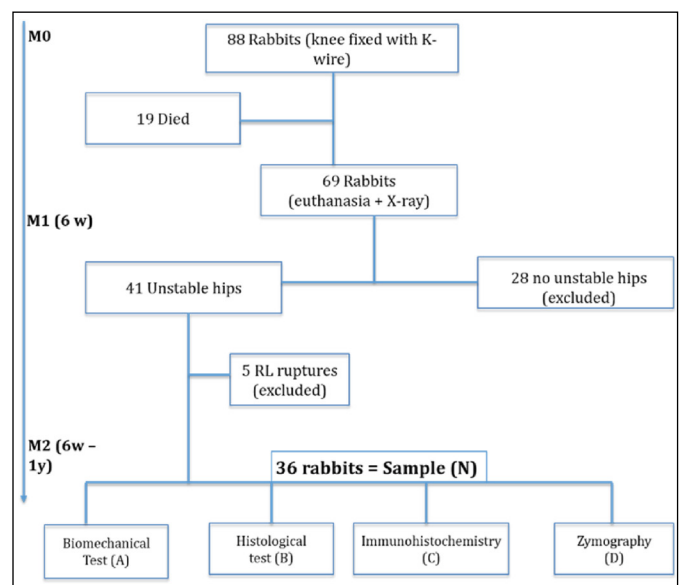 M0
88 Rabbits (knee fixed with K-
wire)
19 Died
69 Rabbits
(euthanasia + X-ray)
M1 (6 w)
41 Unstable hips
28 no unstable hips
(excluded)
5 RL ruptures
(excluded)
M2 (6w –
1y)
36 rabbits = Sample (N)
Biomechanical
Test (A)
Histological
test (B)
Immunohistochemistry
(C)
Zymography
(D)